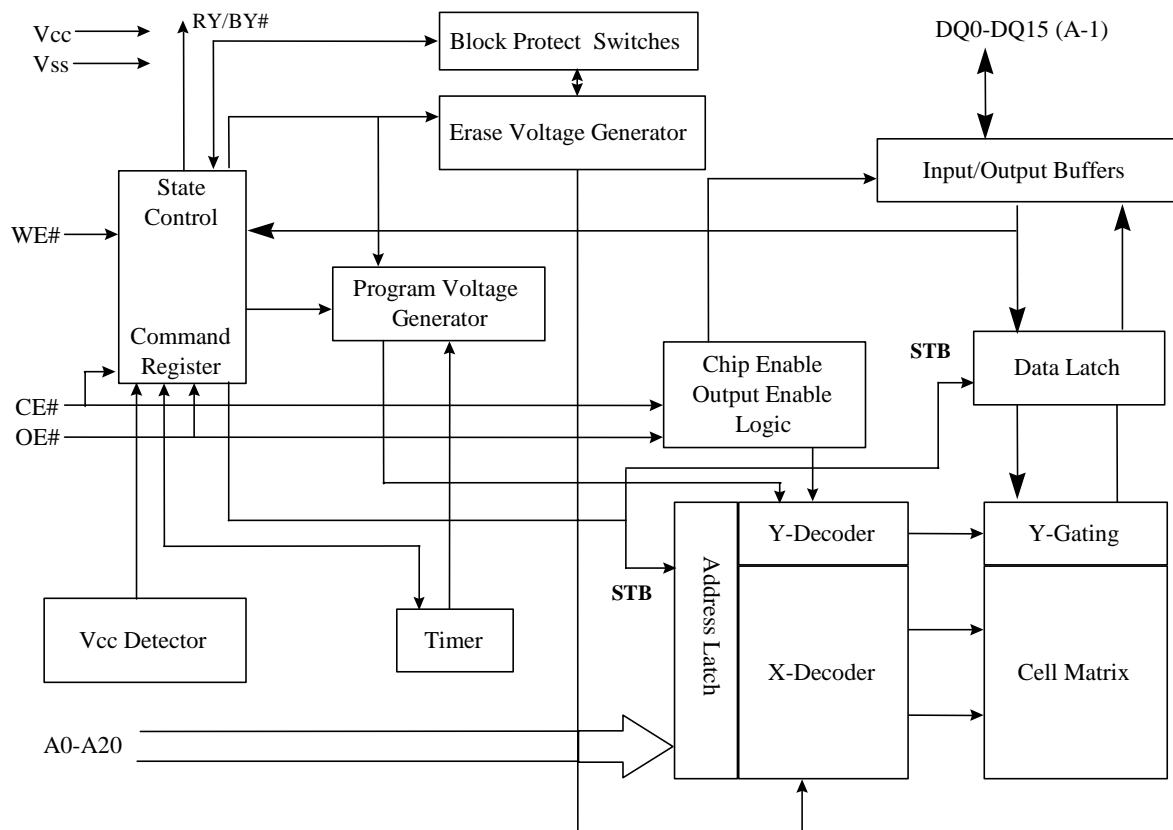 Vcc
Vss
RY/BY#
Block Protect Switches
DQ0-DQ15 (A-1)
Erase Voltage Generator
Input/Output Buffers
State
Control
WE#
Program Voltage
Generator
Command
Register
STB
Chip Enable
Output Enable
Logic
Data Latch
CE#
OE#
Address Latch
Y-Decoder
Y-Gating
STB
Vcc Detector
Timer
X-Decoder
Cell Matrix
A0-A20